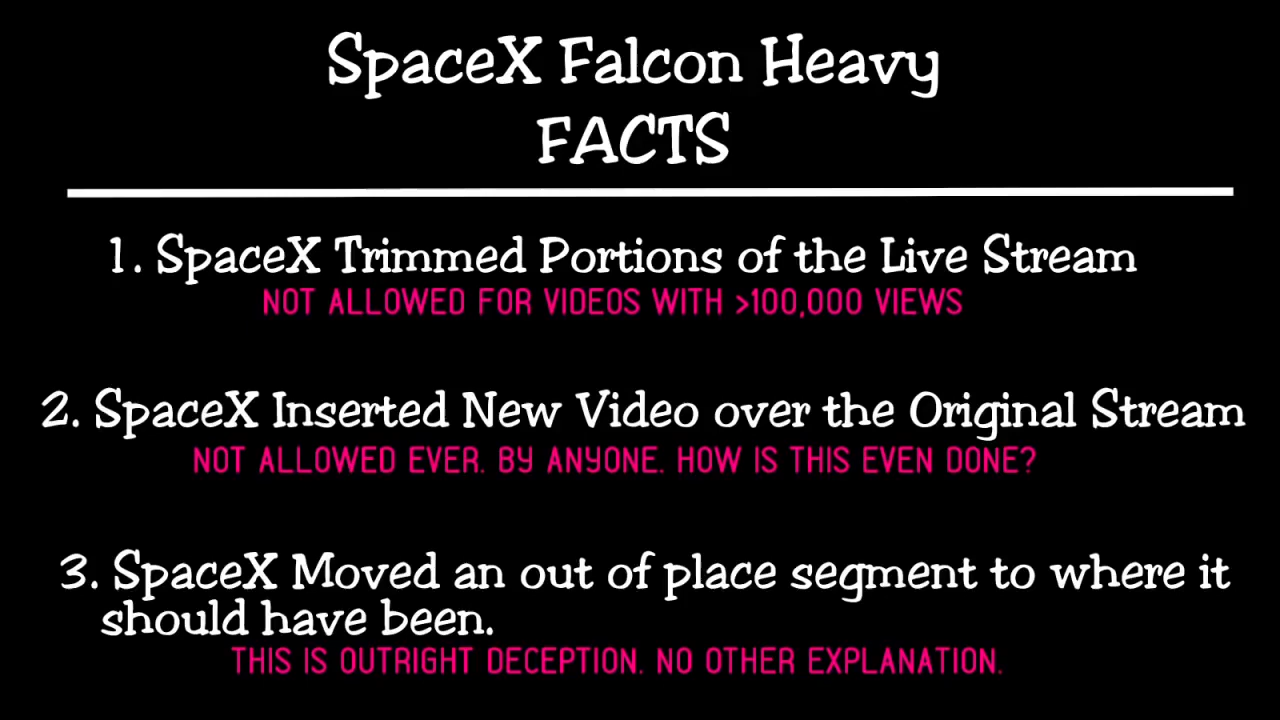 SpaceX Falcon Heavy
FACTS
1. SpaceX Trimmed Portions of the Live Stream
NOT ALLOWED FOR VIDEOS WITH >100,000 VIEWS
2. SpaceX Inserted New Video over the Original Stream
NOT ALLOWED EVER. BY ANYONE. HOW IS THIS EVEN DONE?
3. SpaceX Moved an out of place segment to where it
should have been.
THIS IS OUTRIGHT DECEPTION. NO OTHER EXPLANATION.